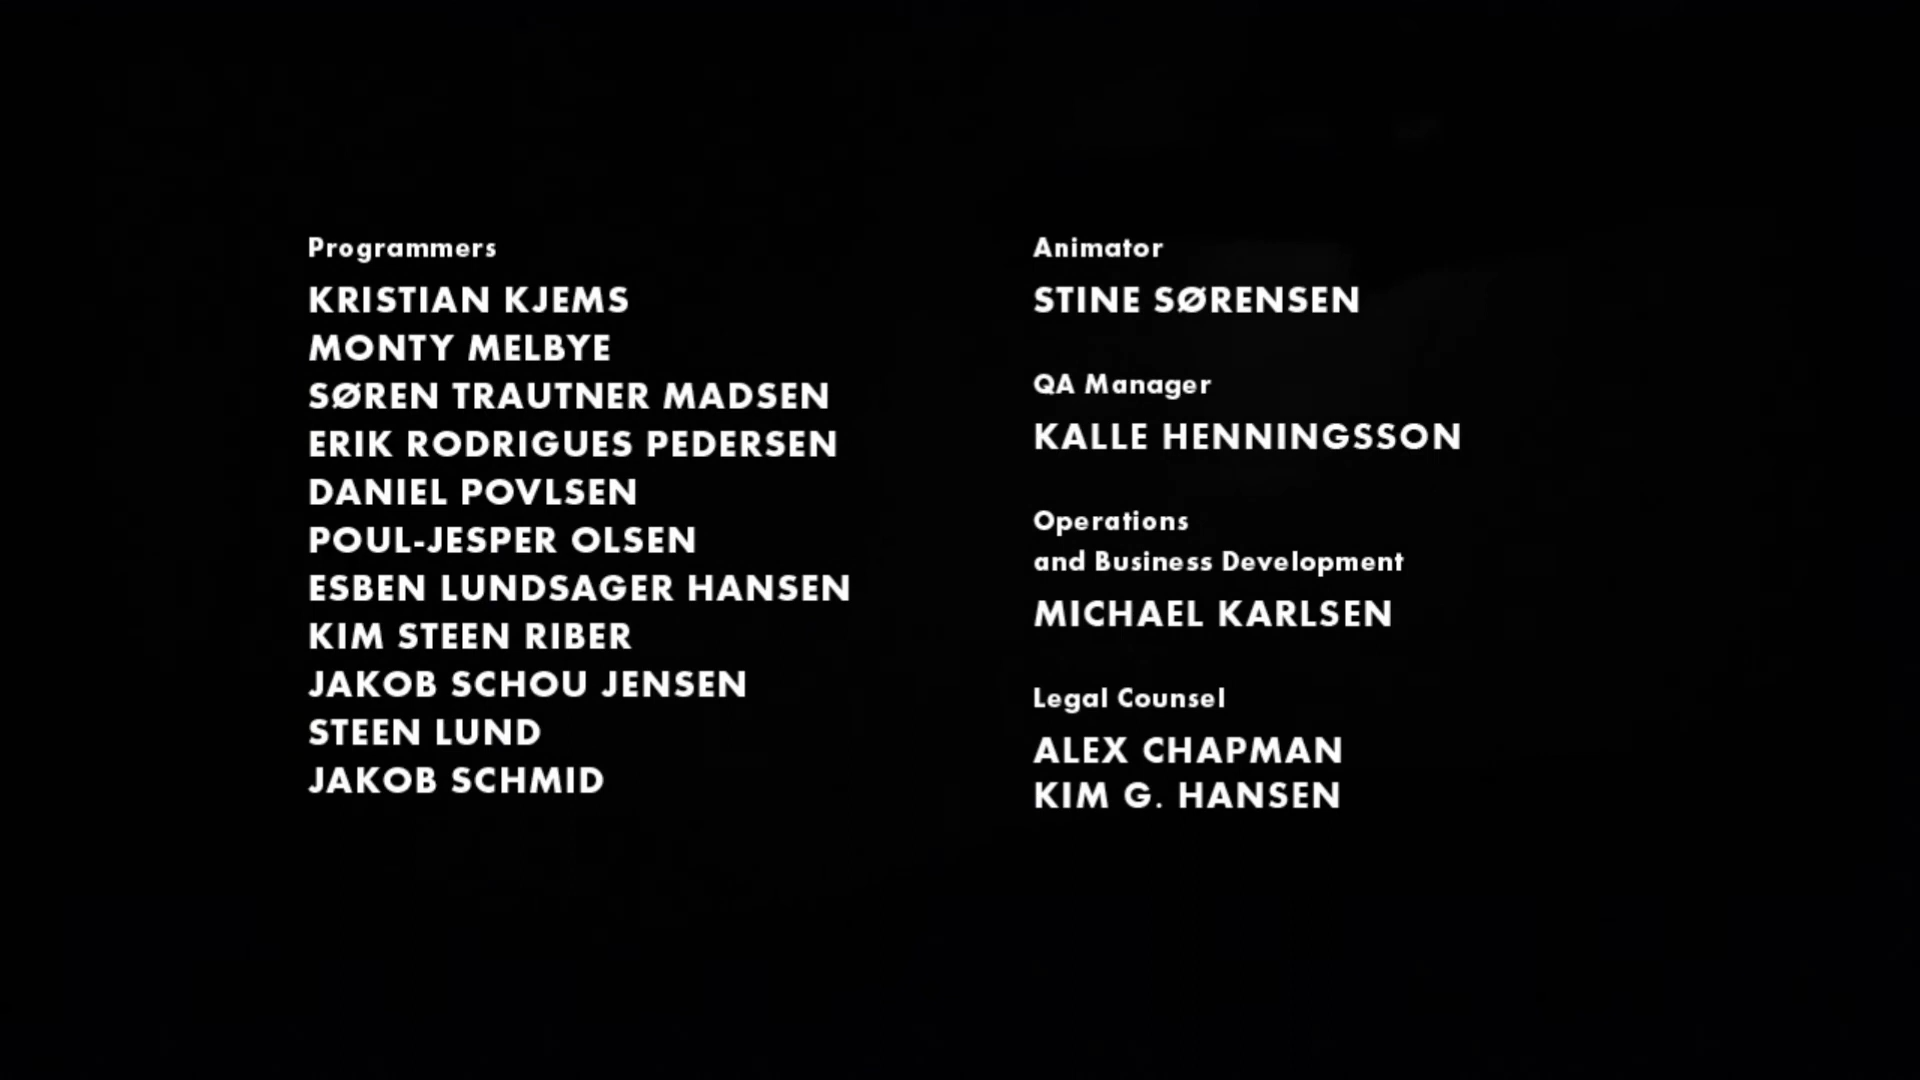 Programmers
KRISTIAN KJEMS
MONTY MELBYE
SØREN TRAUTNER MADSEN
ERIK RODRIGUES PEDERSEN
DANIEL POVLSEN
POUL-JESPER OLSEN
ESBEN LUNDSAGER HANSEN
KIM STEEN RIBER
JAKOB SCHOU JENSEN
STEEN LUND
JAKOB SCHMID
Animator
STINE SØRENSEN
QA Manager
KALLE HENNINGSSON
Operations
and Business Development
MICHAEL KARLSEN
Legal Counsel
ALEX CHAPMAN
KIM G. HANSEN